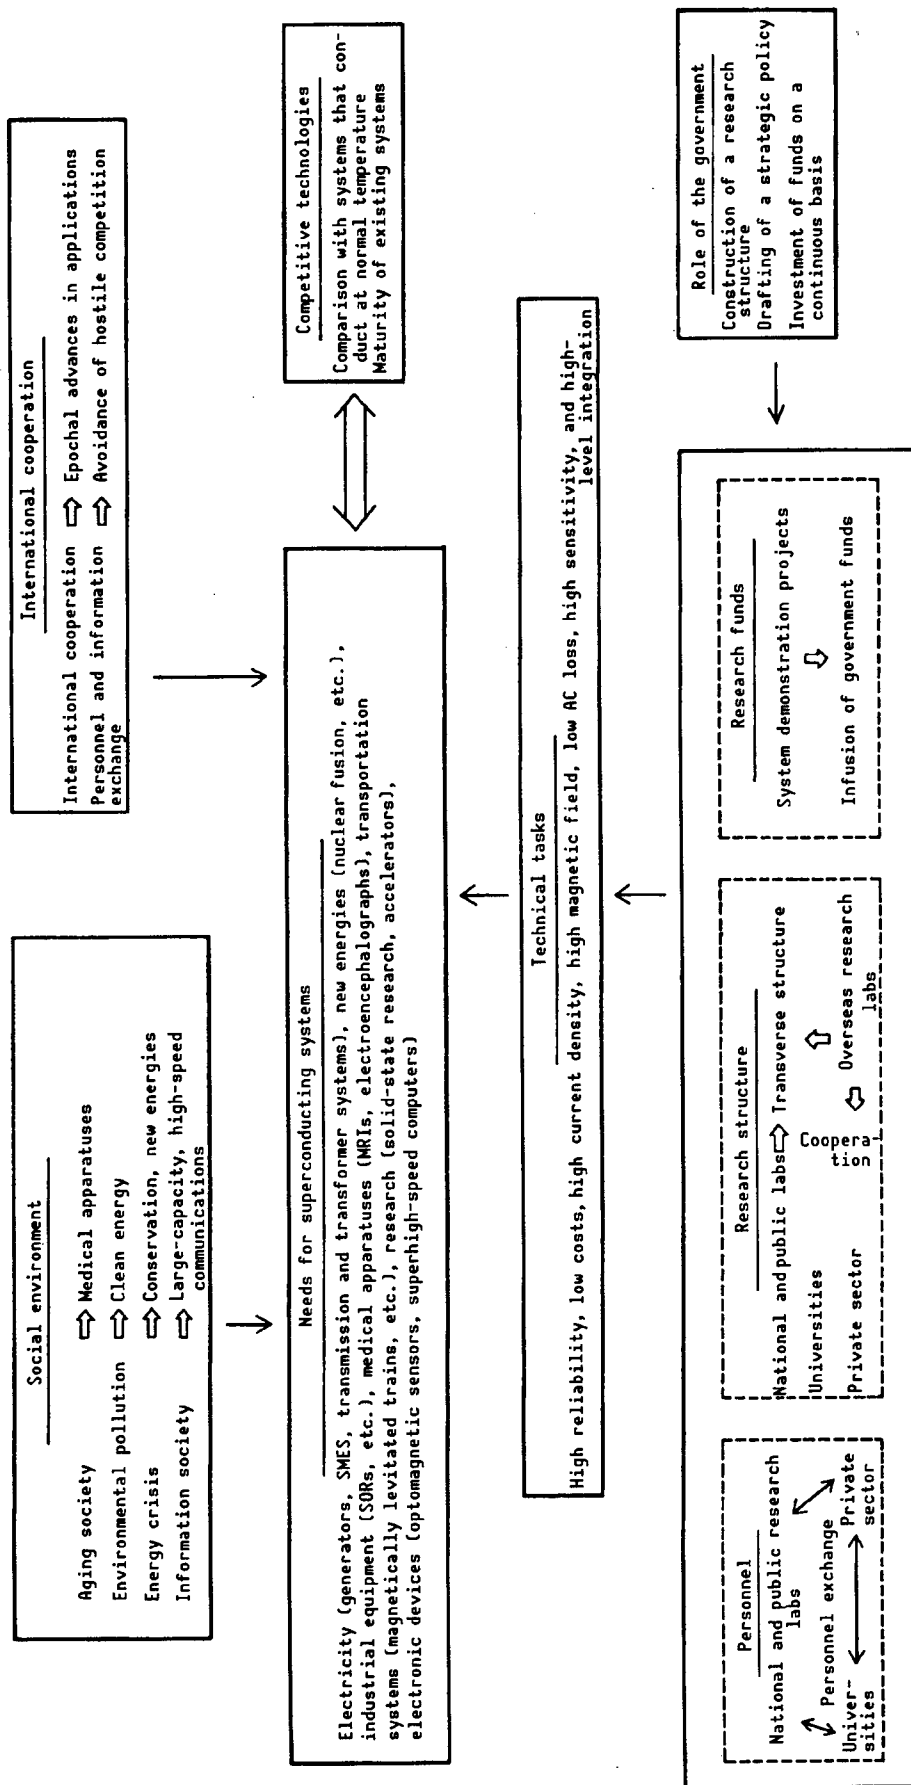 Social environment
Aging society ⇨ Medical apparatuses
Environmental pollution ⇨ Clean energy
Energy crisis ⇨ Conservation, new energies
Information society ⇨ Large-capacity, high-speed
communications
International cooperation
International cooperation ⇨ Epochal advances in applications
Personnel and information ⇨ Avoidance of hostile competition
exchange
Needs for superconducting systems
Electricity (generators, SMES, transmission and transformer systems), new energies (nuclear fusion, etc.),
industrial equipment (SORs, etc.), medical apparatuses (MRIs, electroencephalographs), transportation
systems (magnetically levitated trains, etc.), research (solid-state research, accelerators),
electronic devices (optomagnetic sensors, superhigh-speed computers)
Competitive technologies
Comparison with systems that con-
duct at normal temperature
Maturity of existing systems
Technical tasks
High reliability, low costs, high current density, high magnetic field, low AC loss, high sensitivity, and high-
level integration
Personnel
National and public research
labs
Personnel exchange
Univer-
sities
Private
sector
Research structure
National and public labs ⇨ Transverse structure
Universities
Private sector
Coopera-
tion
Overseas research
labs
Research funds
System demonstration projects
Infusion of government funds
Role of the government
Construction of a research
structure
Drafting of a strategic policy
Investment of funds on a
continuous basis